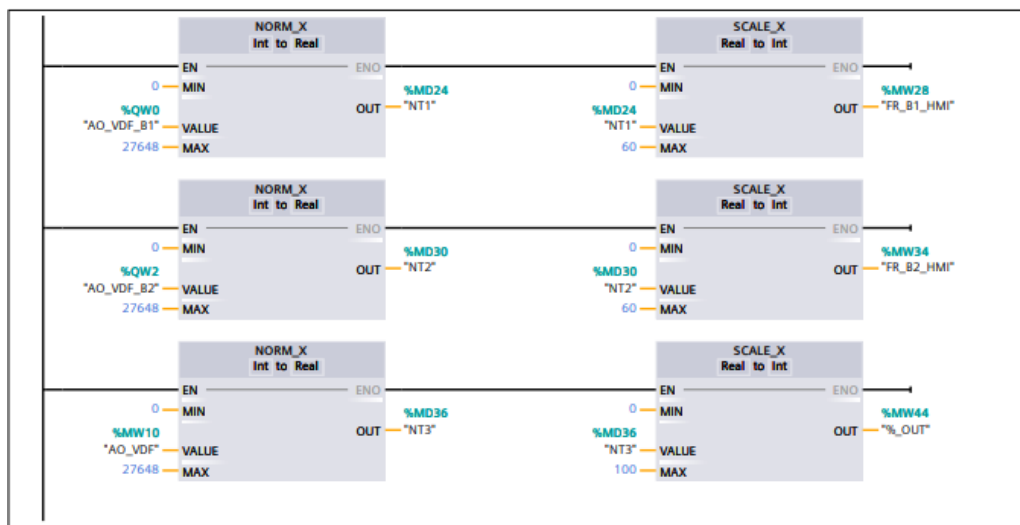 NORM_X
Int to Real
SCALE_X
Real to Int
EN ENO
EN ENO
0 MIN
%MD24
0 MIN
%MW28
%QW0
OUT "NT1"
%MD24
OUT "FR_B1_HMI"
"AO_VDF_B1" VALUE
"NT1" VALUE
27648 MAX
60 MAX
NORM_X
Int to Real
SCALE_X
Real to Int
EN ENO
EN ENO
0 MIN
%MD30
0 MIN
%MW34
%QW2
OUT "NT2"
%MD30
OUT "FR_B2_HMI"
"AO_VDF_B2" VALUE
"NT2" VALUE
27648 MAX
60 MAX
NORM_X
Int to Real
SCALE_X
Real to Int
EN ENO
EN ENO
0 MIN
%MD36
0 MIN
%MW44
%MW10
OUT "NT3"
%MD36
OUT "%_OUT"
"AO_VDF" VALUE
"NT3" VALUE
27648 MAX
100 MAX